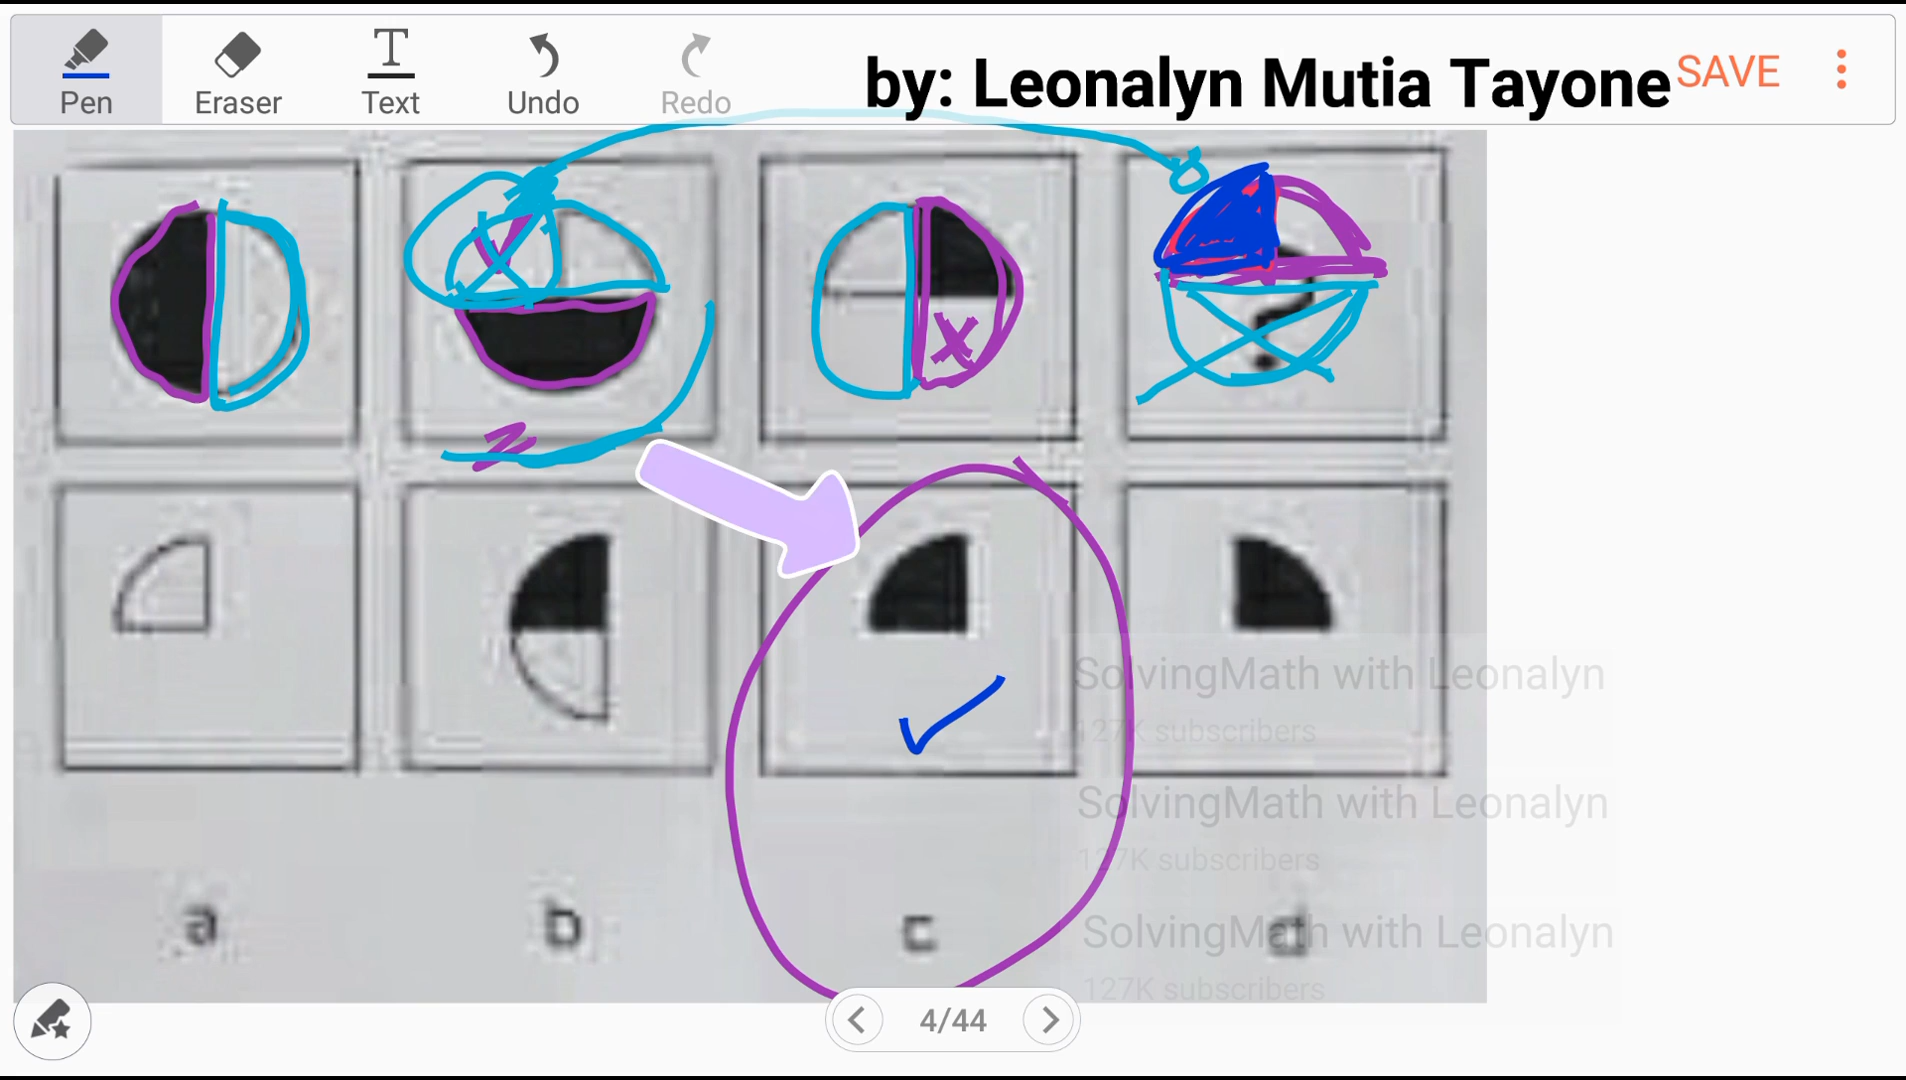 by: Leonalyn Mutia Tayone
SAVE
Pen
Eraser
Text
Undo
Redo
?
SolvingMath with Leonalyn
127K subscribers
SolvingMath with Leonalyn
127K subscribers
a
b
c
d
SolvingMath with Leonalyn
127K subscribers
4/44